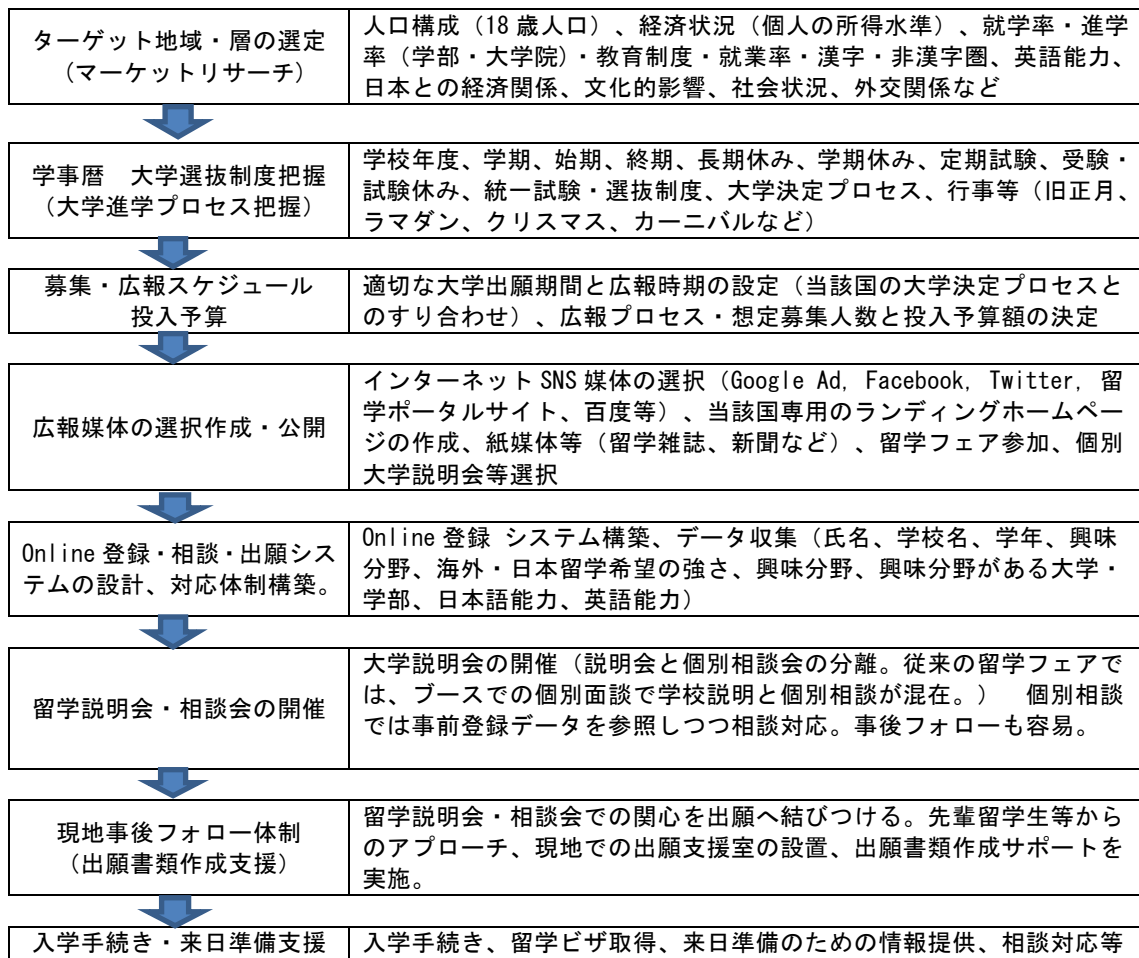 ターゲット地域・層の選定
（マーケットリサーチ）
人口構成（18 歳人口）、経済状況（個人の所得水準）、就学率・進学
率（学部・大学院）・教育制度・就業率・漢字・非漢字圏、英語能力、
日本との経済関係、文化的影響、社会状況、外交関係など
学事暦　大学選抜制度把握
（大学進学プロセス把握）
学校年度、学期、始期、終期、長期休み、学期休み、定期試験、受験・
試験休み、統一試験・選抜制度、大学決定プロセス、行事等（旧正月、
ラマダン、クリスマス、カーニバルなど）
募集・広報スケジュール
投入予算
適切な大学出願期間と広報時期の設定（当該国の大学決定プロセスと
のすり合わせ）、広報プロセス・想定募集人数と投入予算額の決定
広報媒体の選択作成・公開
インターネット SNS 媒体の選択（Google Ad, Facebook, Twitter, 留
学ポータルサイト、百度等）、当該国専用のランディングホームペー
ジの作成、紙媒体等（留学雑誌、新聞など）、留学フェア参加、個別
大学説明会等選択
Online 登録・相談・出願シス
テムの設計、対応体制構築。
Online 登録 システム構築、データ収集（氏名、学校名、学年、興味
分野、海外・日本留学希望の強さ、興味分野、興味分野がある大学・
学部、日本語能力、英語能力）
留学説明会・相談会の開催
大学説明会の開催（説明会と個別相談会の分離。従来の留学フェアで
は、ブースでの個別面談で学校説明と個別相談が混在。）　個別相談
では事前登録データを参照しつつ相談対応。事後フォローも容易。
現地事後フォロー体制
（出願書類作成支援）
留学説明会・相談会での関心を出願へ結びつける。先輩留学生等から
のアプローチ、現地での出願支援室の設置、出願書類作成サポートを
実施。
入学手続き・来日準備支援
入学手続き、留学ビザ取得、来日準備のための情報提供、相談対応等